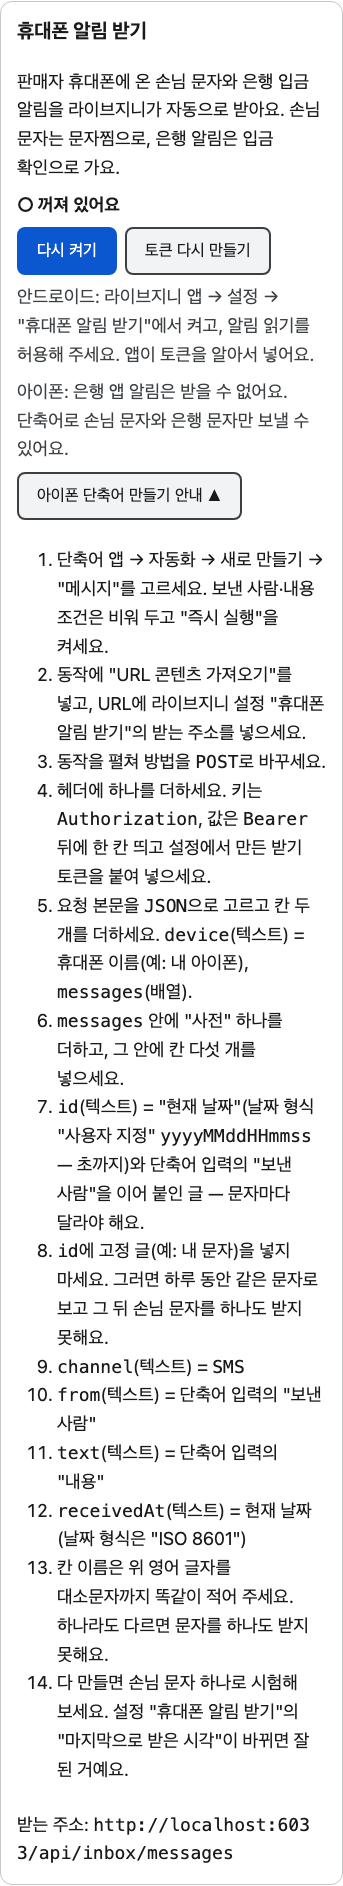 휴대폰 알림 받기
판매자 휴대폰에 온 손님 문자와 은행 입금
알림을 라이브지니가 자동으로 받아요. 손님
문자는 문자찜으로, 은행 알림은 입금
확인으로 가요.
꺼져 있어요
다시 켜기
토큰 다시 만들기
안드로이드: 라이브지니 앱 → 설정 →
"휴대폰 알림 받기"에서 켜고, 알림 읽기를
허용해 주세요. 앱이 토큰을 알아서 넣어요.
아이폰: 은행 앱 알림은 받을 수 없어요.
단축어로 손님 문자와 은행 문자만 보낼 수
있어요.
아이폰 단축어 만들기 안내 ▲
1. 단축어 앱 → 자동화 → 새로 만들기 →
"메시지"를 고르세요. 보낸 사람·내용
조건은 비워 두고 "즉시 실행"을
켜세요.
2. 동작에 "URL 콘텐츠 가져오기"를
넣고, URL에 라이브지니 설정 "휴대폰
알림 받기"의 받는 주소를 넣으세요.
3. 동작을 펼쳐 방법을 POST로 바꾸세요.
4. 헤더에 하나를 더하세요. 키는
Authorization, 값은 Bearer
뒤에 한 칸 띄고 설정에서 만든 받기
토큰을 붙여 넣으세요.
5. 요청 본문을 JSON으로 고르고 칸 두
개를 더하세요. device(텍스트) =
휴대폰 이름(예: 내 아이폰),
messages(배열).
6. messages 안에 "사전" 하나를
더하고, 그 안에 칸 다섯 개를
넣으세요.
7. id(텍스트) = "현재 날짜"(날짜 형식
"사용자 지정" yyyyMMddHHmmss
— 초까지)와 단축어 입력의 "보낸
사람"을 이어 붙인 글 — 문자마다
달라야 해요.
8. id에 고정 글(예: 내 문자)을 넣지
마세요. 그러면 하루 동안 같은 문자로
보고 그 뒤 손님 문자를 하나도 받지
못해요.
9. channel(텍스트) = SMS
10. from(텍스트) = 단축어 입력의 "보낸
사람"
11. text(텍스트) = 단축어 입력의
"내용"
12. receivedAt(텍스트) = 현재 날짜
(날짜 형식은 "ISO 8601")
13. 칸 이름은 위 영어 글자를
대소문자까지 똑같이 적어 주세요.
하나라도 다르면 문자를 하나도 받지
못해요.
14. 다 만들면 손님 문자 하나로 시험해
보세요. 설정 "휴대폰 알림 받기"의
"마지막으로 받은 시각"이 바뀌면 잘
된 거예요.
받는 주소: http://localhost:603
3/api/inbox/messages